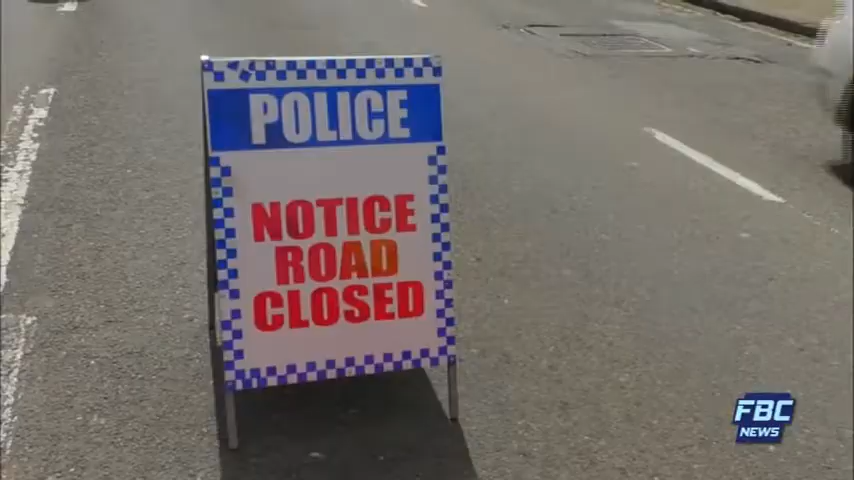 POLICE
NOTICE
ROAD
CLOSED
FBC
NEWS